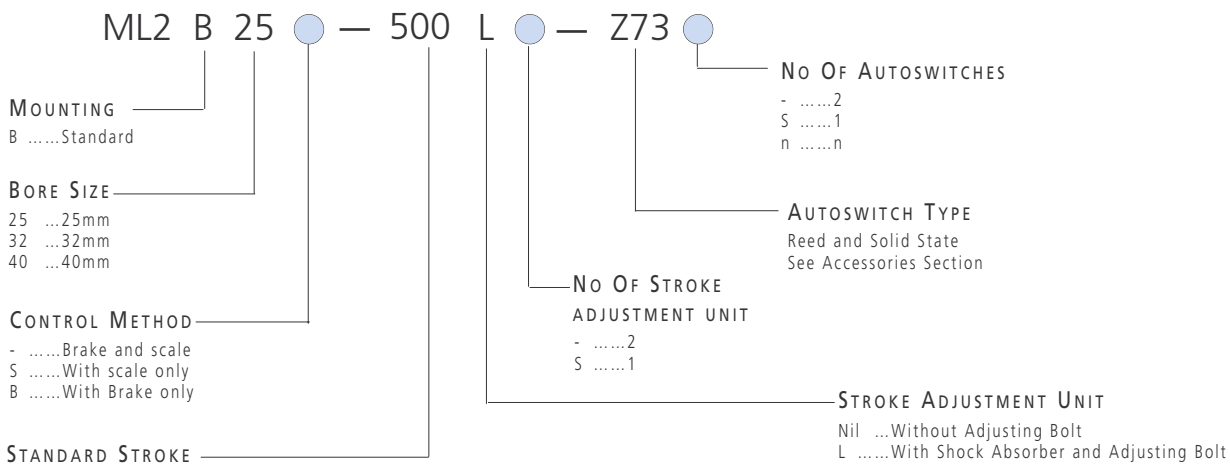 ML2 B 25 — 500 L — Z73
MOUNTING
B ......Standard
BORE SIZE
25 ...25mm
32 ...32mm
40 ...40mm
CONTROL METHOD
- ......Brake and scale
S ......With scale only
B ......With Brake only
STANDARD STROKE
NO OF AUTOSWITCHES
- ......2
S ......1
n ......n
AUTOSWITCH TYPE
Reed and Solid State
See Accessories Section
NO OF STROKE
ADJUSTMENT UNIT
- ......2
S ......1
STROKE ADJUSTMENT UNIT
Nil ...Without Adjusting Bolt
L ......With Shock Absorber and Adjusting Bolt